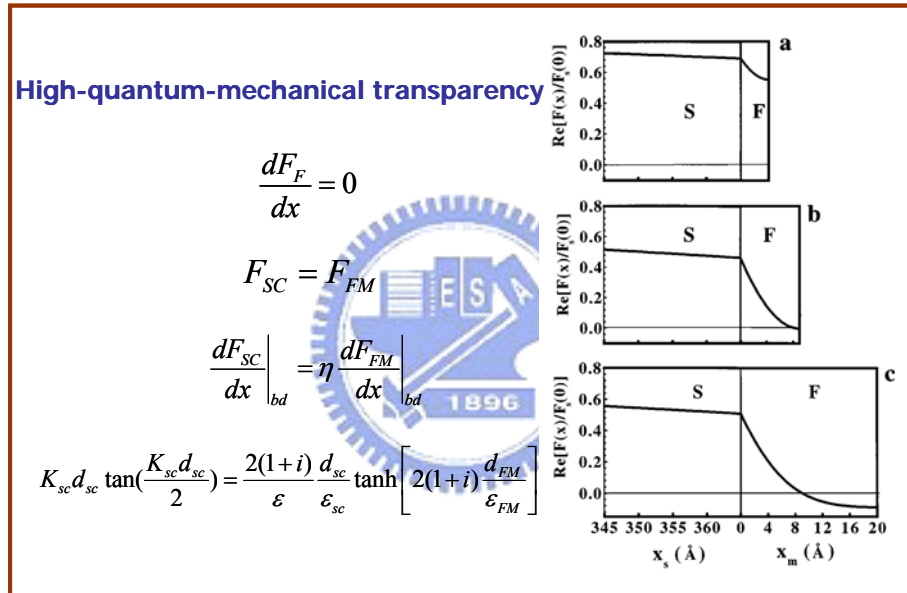 High-quantum-mechanical transparency
dF_F/dx = 0
F_SC = F_FM
dF_SC/dx|_bd = η dF_FM/dx|_bd
K_sc d_sc tan(K_sc d_sc/2) = 2(1+i)/ε d_sc/ε_sc tanh[2(1+i) d_FM/ε_FM]
ESA
1896
a
Re[F(x)/F_s(0)]
0.8
0.6
0.4
0.2
0.0
S F
b
Re[F(x)/F_s(0)]
0.8
0.6
0.4
0.2
0.0
S F
c
Re[F(x)/F_s(0)]
0.8
0.6
0.4
0.2
0.0
S F
345 350 355 360 0 4 8 12 16 20
x_s (Å) x_m (Å)